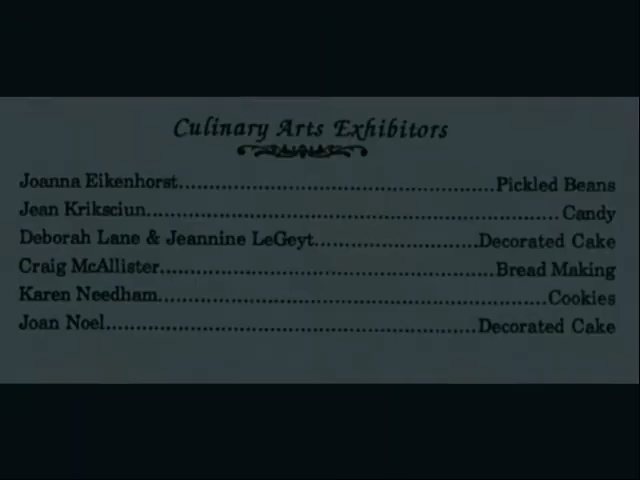 Culinary Arts Exhibitors
Joanna Eikenhorst................................................Pickled Beans
Jean Kriksciun...............................................................Candy
Deborah Lane & Jeannine LeGeyt.........................Decorated Cake
Craig McAllister...................................................Bread Making
Karen Needham...........................................................Cookies
Joan Noel.........................................................Decorated Cake